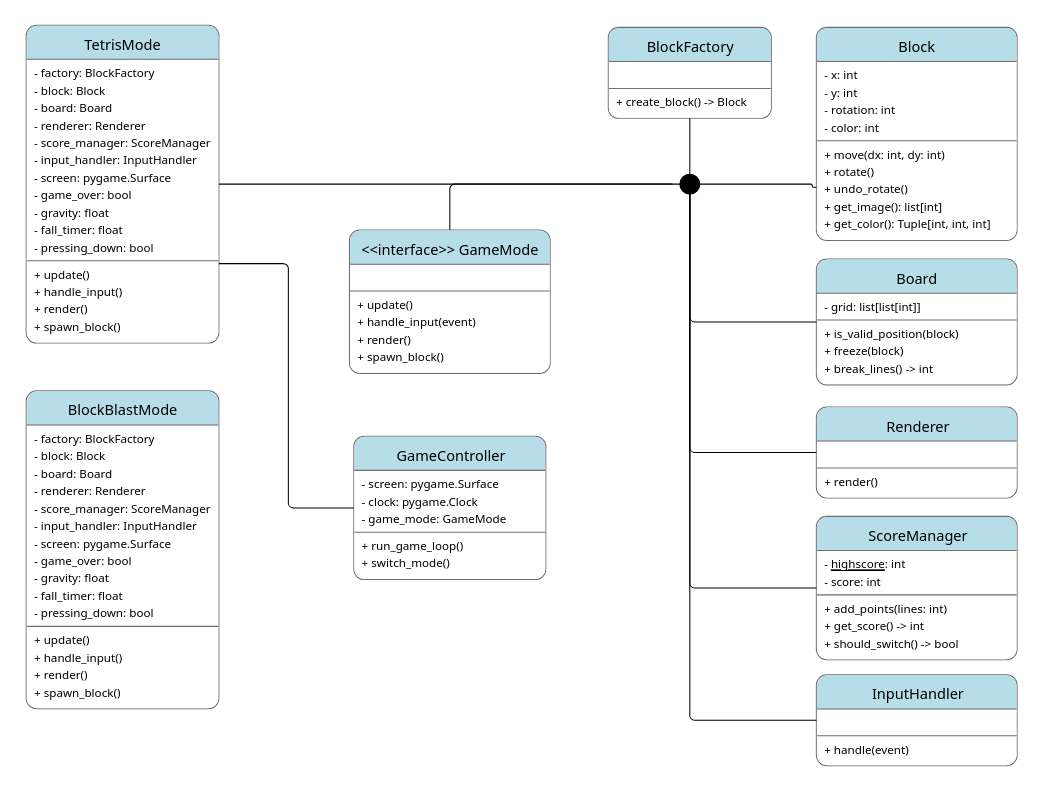 TetrisMode
- factory: BlockFactory
- block: Block
- board: Board
- renderer: Renderer
- score_manager: ScoreManager
- input_handler: InputHandler
- screen: pygame.Surface
- game_over: bool
- gravity: float
- fall_timer: float
- pressing_down: bool
+ update()
+ handle_input()
+ render()
+ spawn_block()
BlockBlastMode
- factory: BlockFactory
- block: Block
- board: Board
- renderer: Renderer
- score_manager: ScoreManager
- input_handler: InputHandler
- screen: pygame.Surface
- game_over: bool
- gravity: float
- fall_timer: float
- pressing_down: bool
+ update()
+ handle_input()
+ render()
+ spawn_block()
<<interface>> GameMode
+ update()
+ handle_input(event)
+ render()
+ spawn_block()
GameController
- screen: pygame.Surface
- clock: pygame.Clock
- game_mode: GameMode
+ run_game_loop()
+ switch_mode()
BlockFactory
+ create_block() -> Block
Block
- x: int
- y: int
- rotation: int
- color: int
+ move(dx: int, dy: int)
+ rotate()
+ undo_rotate()
+ get_image(): list[int]
+ get_color(): Tuple[int, int, int]
Board
- grid: list[list[int]]
+ is_valid_position(block)
+ freeze(block)
+ break_lines() -> int
Renderer
+ render()
ScoreManager
- highscore: int
- score: int
+ add_points(lines: int)
+ get_score() -> int
+ should_switch() -> bool
InputHandler
+ handle(event)